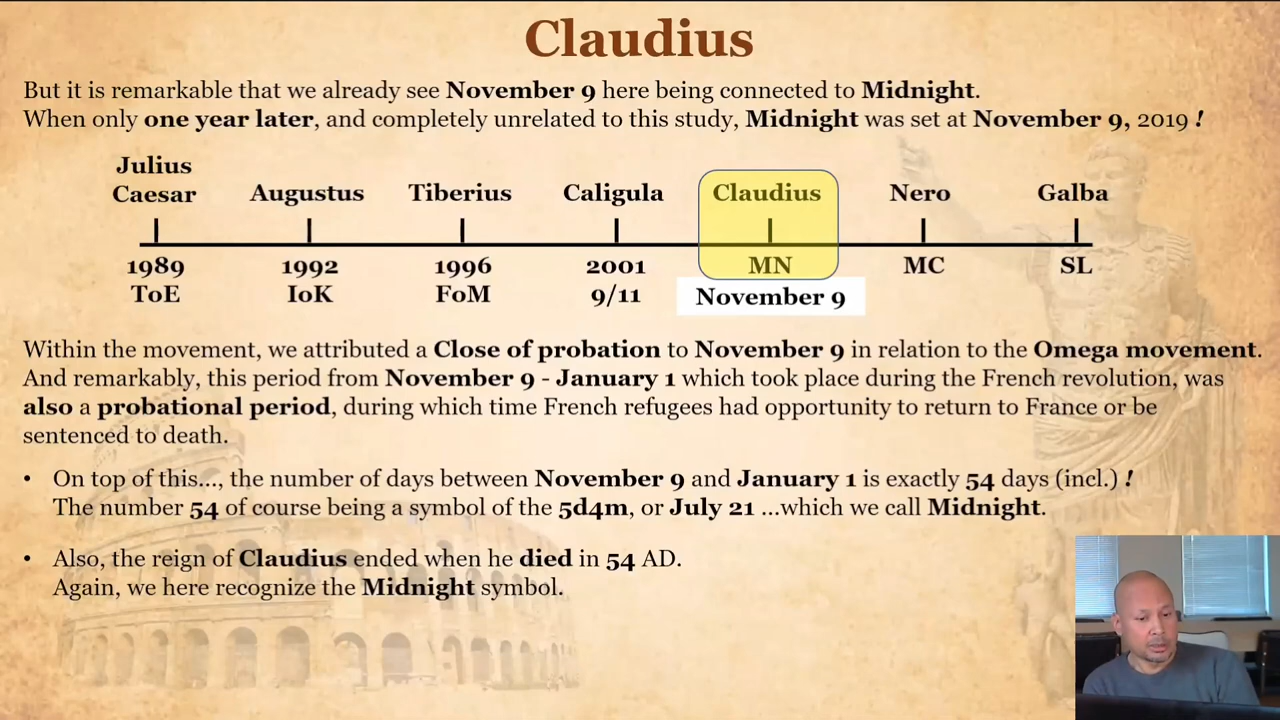 Claudius
But it is remarkable that we already see November 9 here being connected to Midnight.
When only one year later, and completely unrelated to this study, Midnight was set at November 9, 2019 !
Julius
Caesar Augustus Tiberius Caligula Claudius Nero Galba
1989 1992 1996 2001 MN MC SL
ToE IoK FoM 9/11 November 9
Within the movement, we attributed a Close of probation to November 9 in relation to the Omega movement.
And remarkably, this period from November 9 - January 1 which took place during the French revolution, was
also a probational period, during which time French refugees had opportunity to return to France or be
sentenced to death.
• On top of this..., the number of days between November 9 and January 1 is exactly 54 days (incl.) !
The number 54 of course being a symbol of the 5d4m, or July 21 ...which we call Midnight.
• Also, the reign of Claudius ended when he died in 54 AD.
Again, we here recognize the Midnight symbol.